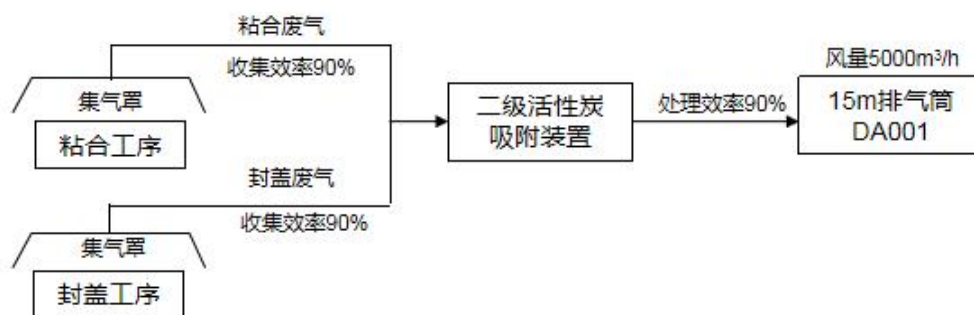 粘合废气
收集效率90%
集气罩
粘合工序
封盖废气
收集效率90%
集气罩
封盖工序
二级活性炭
吸附装置
处理效率90%
风量5000m³/h
15m排气筒
DA001